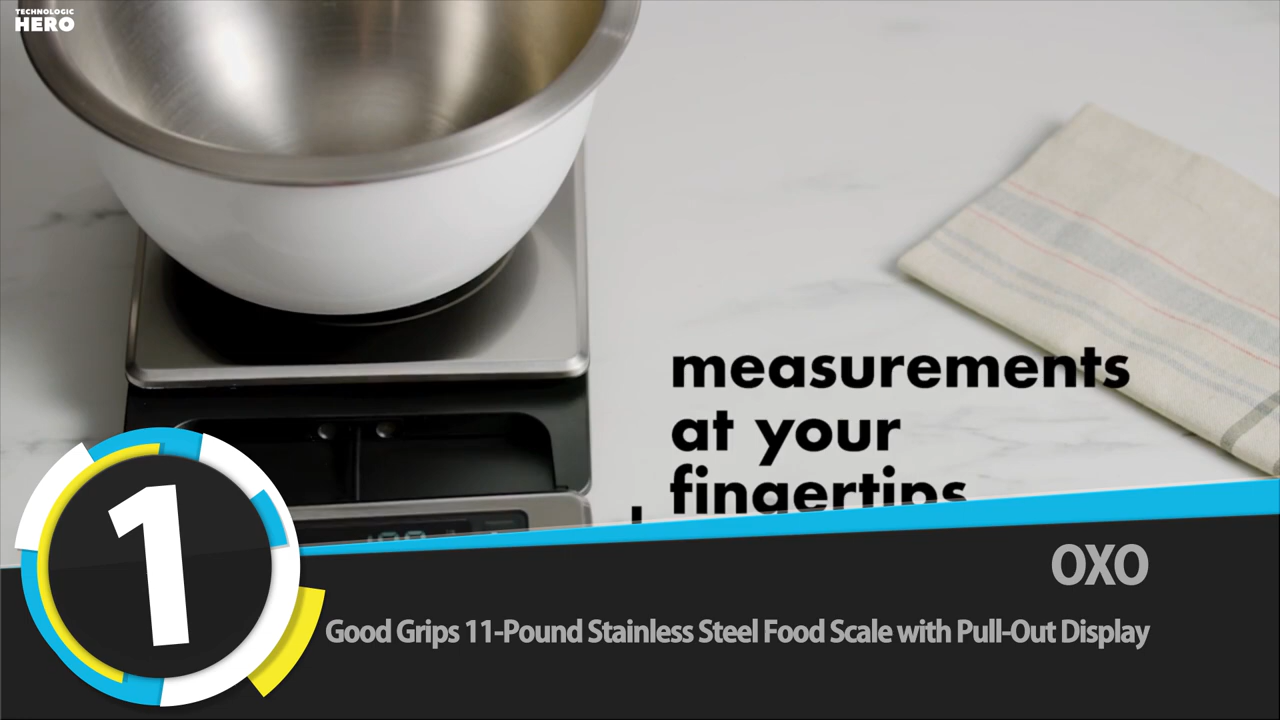 TECHNOLOGIC
HERO
measurements
at your
fingertips
1
OXO
Good Grips 11-Pound Stainless Steel Food Scale with Pull-Out Display